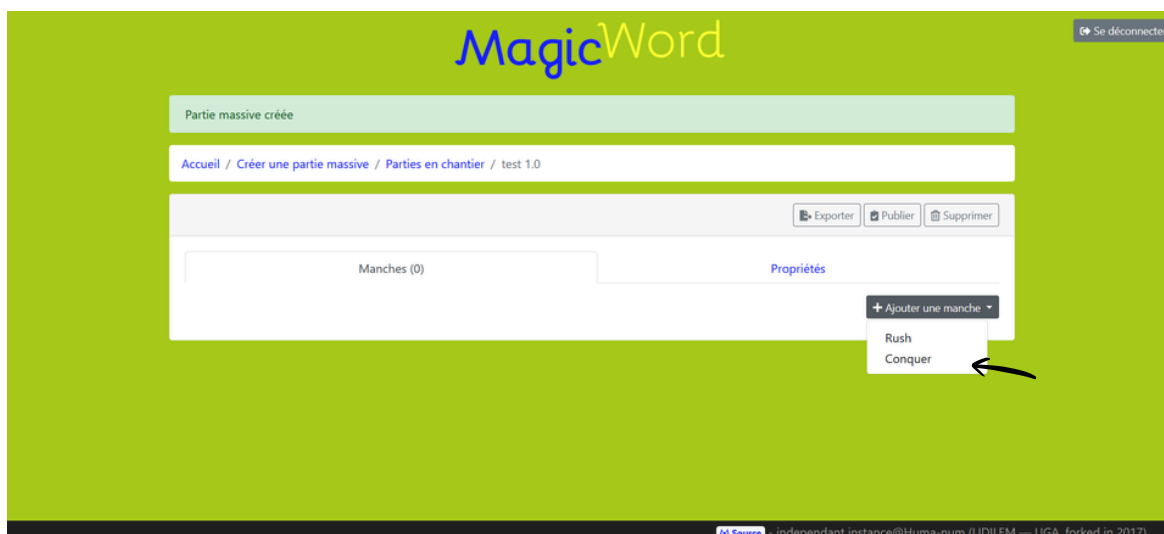 MagicWord
Se déconnecter
Partie massive créée
Accueil / Créer une partie massive / Parties en chantier / test 1.0
Exporter Publier Supprimer
Manches (0) Propriétés
+ Ajouter une manche
Rush
Conquer
Source - independant instance@Huma-num (LIDILEM — UGA, forked in 2017)